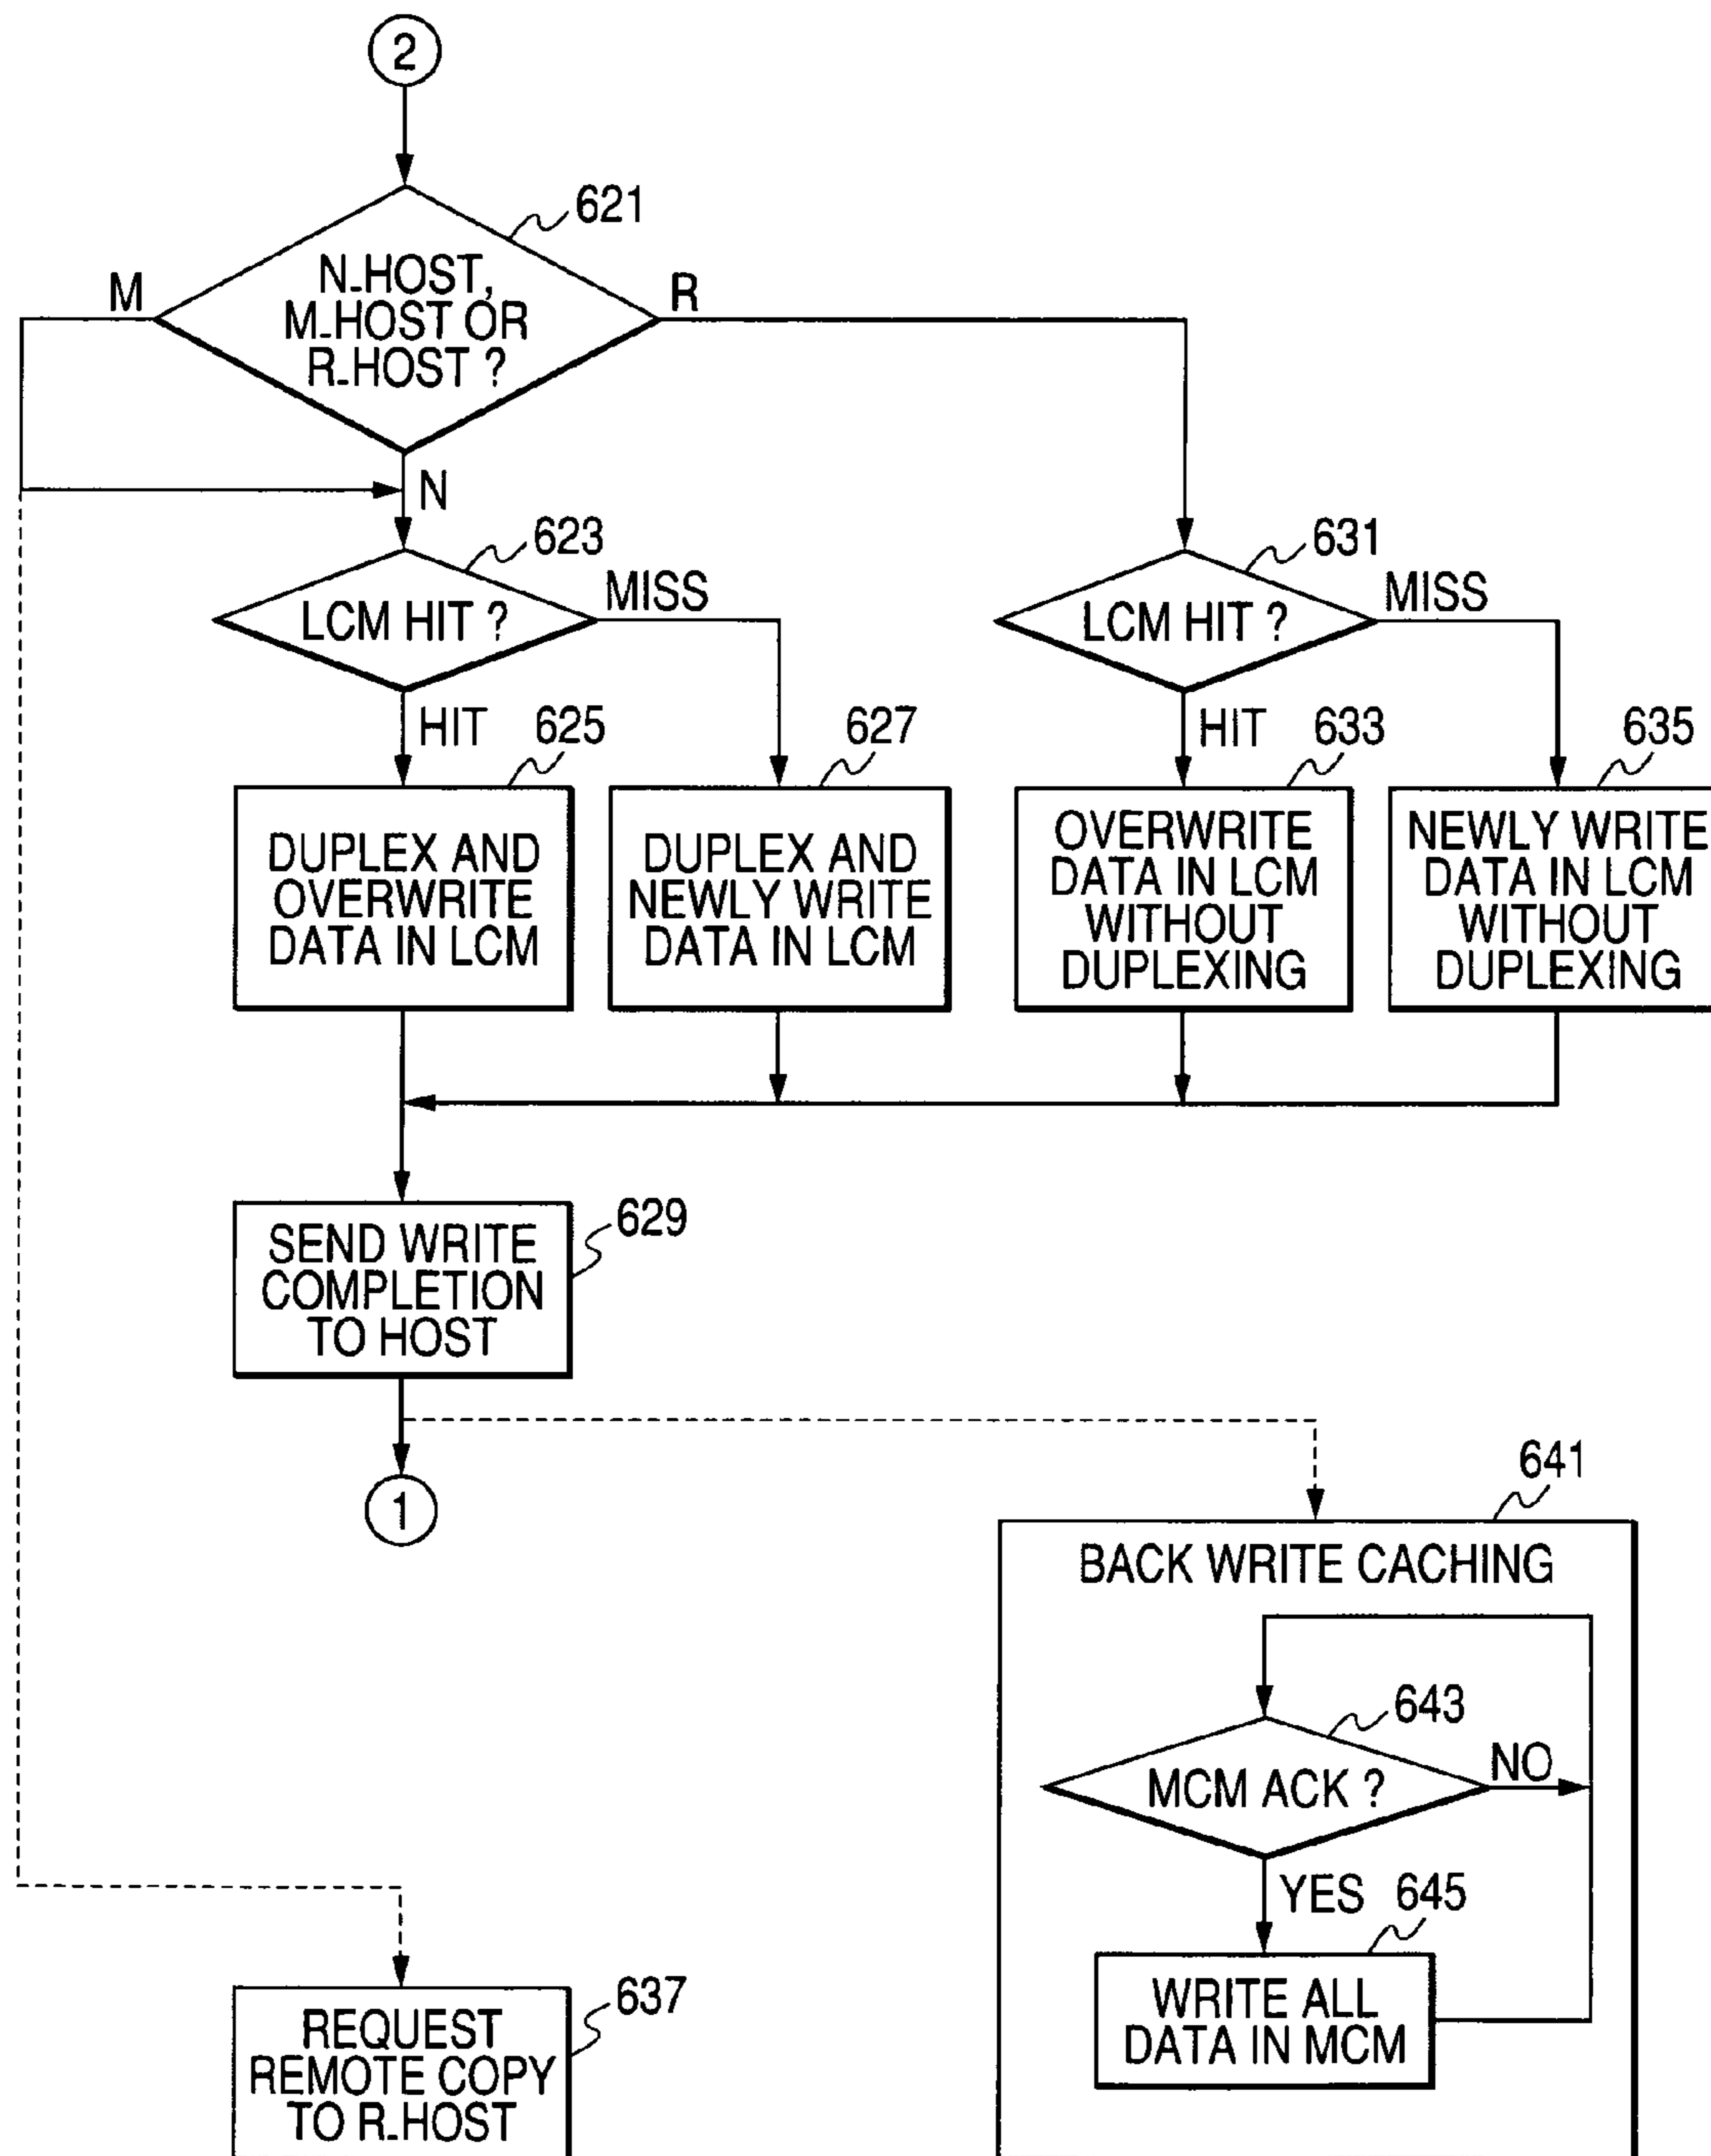 2
621
N-HOST,
M-HOST OR
R-HOST ?
M
R
N
623
LCM HIT ?
MISS
631
LCM HIT ?
MISS
HIT
625
627
HIT
633
635
DUPLEX AND
OVERWRITE
DATA IN LCM
DUPLEX AND
NEWLY WRITE
DATA IN LCM
OVERWRITE
DATA IN LCM
WITHOUT
DUPLEXING
NEWLY WRITE
DATA IN LCM
WITHOUT
DUPLEXING
629
SEND WRITE
COMPLETION
TO HOST
1
641
BACK WRITE CACHING
643
MCM ACK ?
NO
YES
645
WRITE ALL
DATA IN MCM
637
REQUEST
REMOTE COPY
TO R-HOST